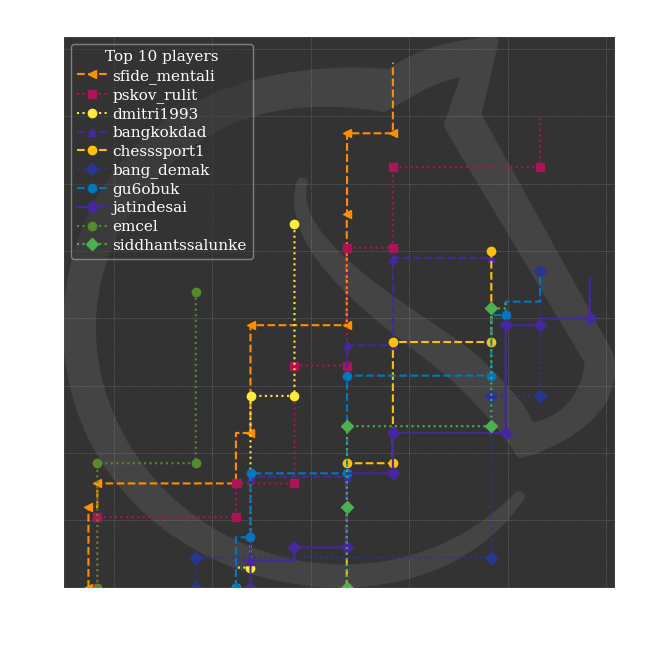 Top 10 players
sfide_mentali
pskov_rulit
dmitri1993
bangkokdad
chesssport1
bang_demak
gu6obuk
jatindesai
emcel
siddhantssalunke